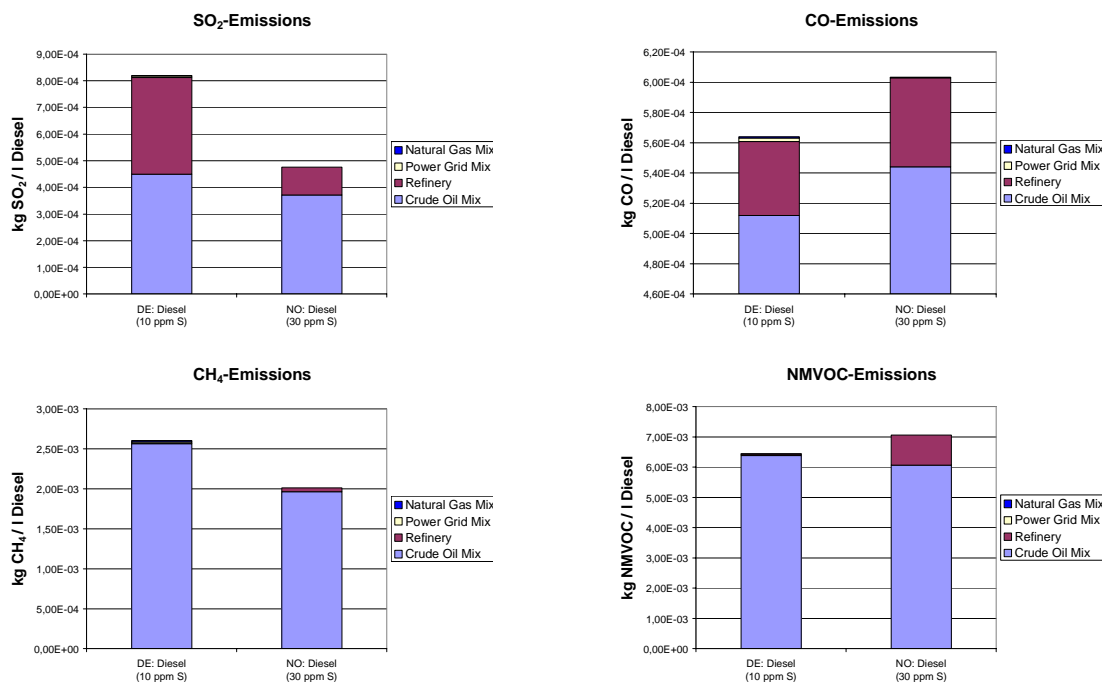 SO₂-Emissions
kg SO₂ / l Diesel
9,00E-04
8,00E-04
7,00E-04
6,00E-04
5,00E-04
4,00E-04
3,00E-04
2,00E-04
1,00E-04
0,00E+00
DE: Diesel
(10 ppm S)
NO: Diesel
(30 ppm S)
Natural Gas Mix
Power Grid Mix
Refinery
Crude Oil Mix
CO-Emissions
kg CO / l Diesel
6,20E-04
6,00E-04
5,80E-04
5,60E-04
5,40E-04
5,20E-04
5,00E-04
4,80E-04
4,60E-04
DE: Diesel
(10 ppm S)
NO: Diesel
(30 ppm S)
Natural Gas Mix
Power Grid Mix
Refinery
Crude Oil Mix
CH₄-Emissions
kg CH₄ / l Diesel
3,00E-03
2,50E-03
2,00E-03
1,50E-03
1,00E-03
5,00E-04
0,00E+00
DE: Diesel
(10 ppm S)
NO: Diesel
(30 ppm S)
Natural Gas Mix
Power Grid Mix
Refinery
Crude Oil Mix
NMVOC-Emissions
kg NMVOC / l Diesel
8,00E-03
7,00E-03
6,00E-03
5,00E-03
4,00E-03
3,00E-03
2,00E-03
1,00E-03
0,00E+00
DE: Diesel
(10 ppm S)
NO: Diesel
(30 ppm S)
Natural Gas Mix
Power Grid Mix
Refinery
Crude Oil Mix